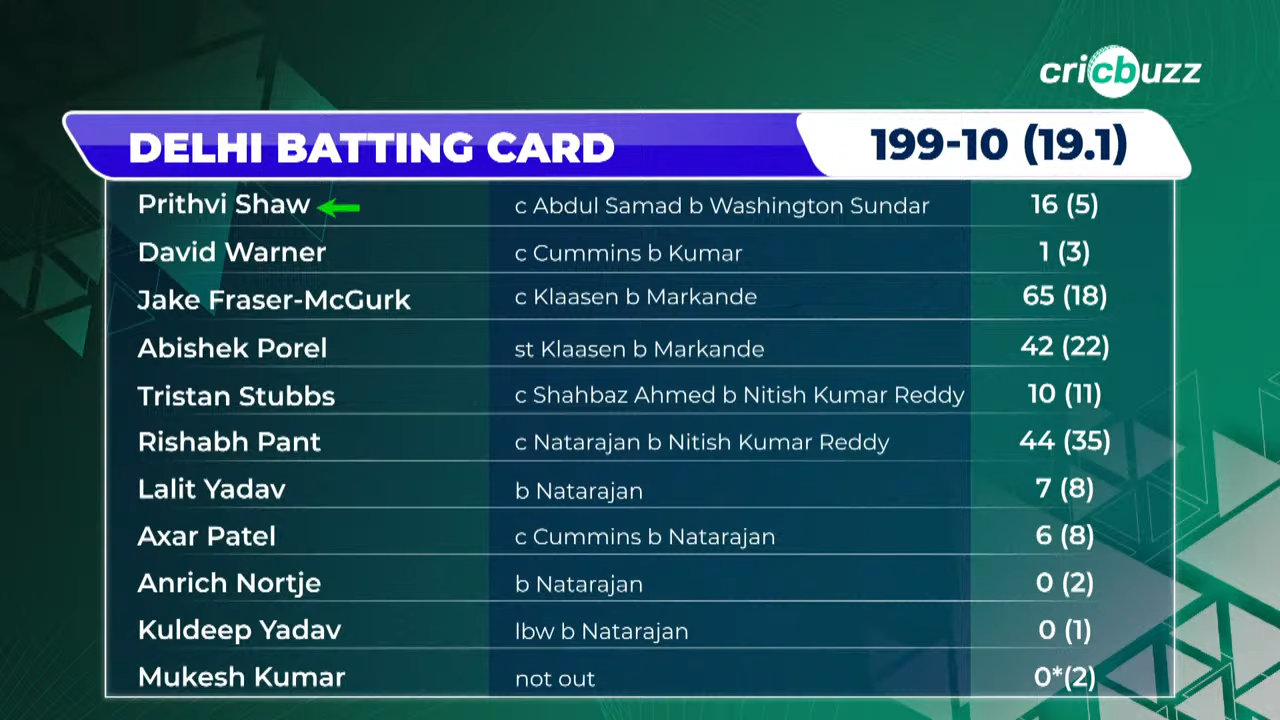 cricbuzz
DELHI BATTING CARD 199-10 (19.1)
Prithvi Shaw c Abdul Samad b Washington Sundar 16 (5)
David Warner c Cummins b Kumar 1 (3)
Jake Fraser-McGurk c Klaasen b Markande 65 (18)
Abishek Porel st Klaasen b Markande 42 (22)
Tristan Stubbs c Shahbaz Ahmed b Nitish Kumar Reddy 10 (11)
Rishabh Pant c Natarajan b Nitish Kumar Reddy 44 (35)
Lalit Yadav b Natarajan 7 (8)
Axar Patel c Cummins b Natarajan 6 (8)
Anrich Nortje b Natarajan 0 (2)
Kuldeep Yadav lbw b Natarajan 0 (1)
Mukesh Kumar not out 0*(2)